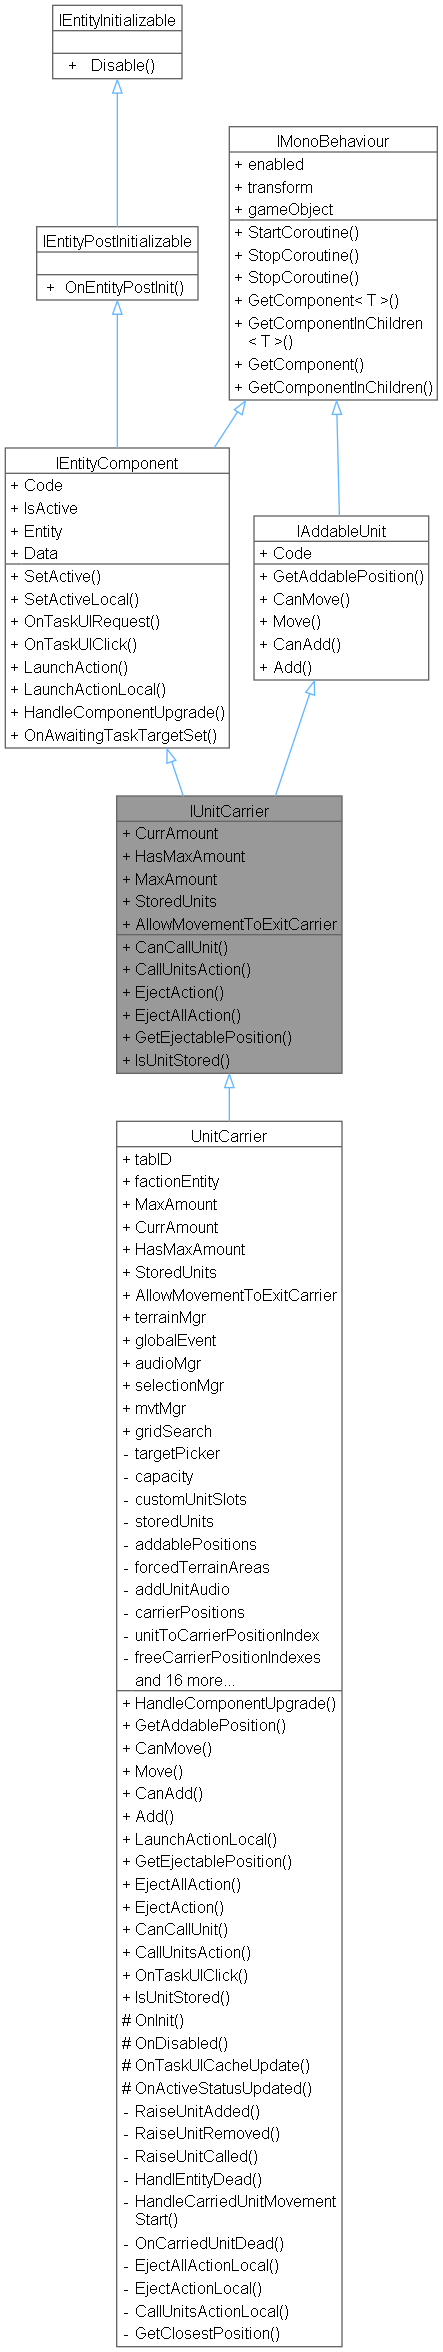 IEntityInitializable
+ Disable()
IEntityPostInitializable
+ OnEntityPostInit()
IMonoBehaviour
+ enabled
+ transform
+ gameObject
+ StartCoroutine()
+ StopCoroutine()
+ StopCoroutine()
+ GetComponent< T >()
+ GetComponentInChildren
< T >()
+ GetComponent()
+ GetComponentInChildren()
IEntityComponent
+ Code
+ IsActive
+ Entity
+ Data
+ SetActive()
+ SetActiveLocal()
+ OnTaskUIRequest()
+ OnTaskUIClick()
+ LaunchAction()
+ LaunchActionLocal()
+ HandleComponentUpgrade()
+ OnAwaitingTaskTargetSet()
IAddableUnit
+ Code
+ GetAddablePosition()
+ CanMove()
+ Move()
+ CanAdd()
+ Add()
IUnitCarrier
+ CurrAmount
+ HasMaxAmount
+ MaxAmount
+ StoredUnits
+ AllowMovementToExitCarrier
+ CanCallUnit()
+ CallUnitsAction()
+ EjectAction()
+ EjectAllAction()
+ GetEjectablePosition()
+ IsUnitStored()
UnitCarrier
+ tabID
+ factionEntity
+ MaxAmount
+ CurrAmount
+ HasMaxAmount
+ StoredUnits
+ AllowMovementToExitCarrier
+ terrainMgr
+ globalEvent
+ audioMgr
+ selectionMgr
+ mvtMgr
+ gridSearch
- targetPicker
- capacity
- customUnitSlots
- storedUnits
- addablePositions
- forcedTerrainAreas
- addUnitAudio
- carrierPositions
- unitToCarrierPositionIndex
- freeCarrierPositionIndexes
and 16 more...
+ HandleComponentUpgrade()
+ GetAddablePosition()
+ CanMove()
+ Move()
+ CanAdd()
+ Add()
+ LaunchActionLocal()
+ GetEjectablePosition()
+ EjectAllAction()
+ EjectAction()
+ CanCallUnit()
+ CallUnitsAction()
+ OnTaskUIClick()
+ IsUnitStored()
# OnInit()
# OnDisabled()
# OnTaskUICacheUpdate()
# OnActiveStatusUpdated()
- RaiseUnitAdded()
- RaiseUnitRemoved()
- RaiseUnitCalled()
- HandlEntityDead()
- HandleCarriedUnitMovement
Start()
- OnCarriedUnitDead()
- EjectAllActionLocal()
- EjectActionLocal()
- CallUnitsActionLocal()
- GetClosestPosition()